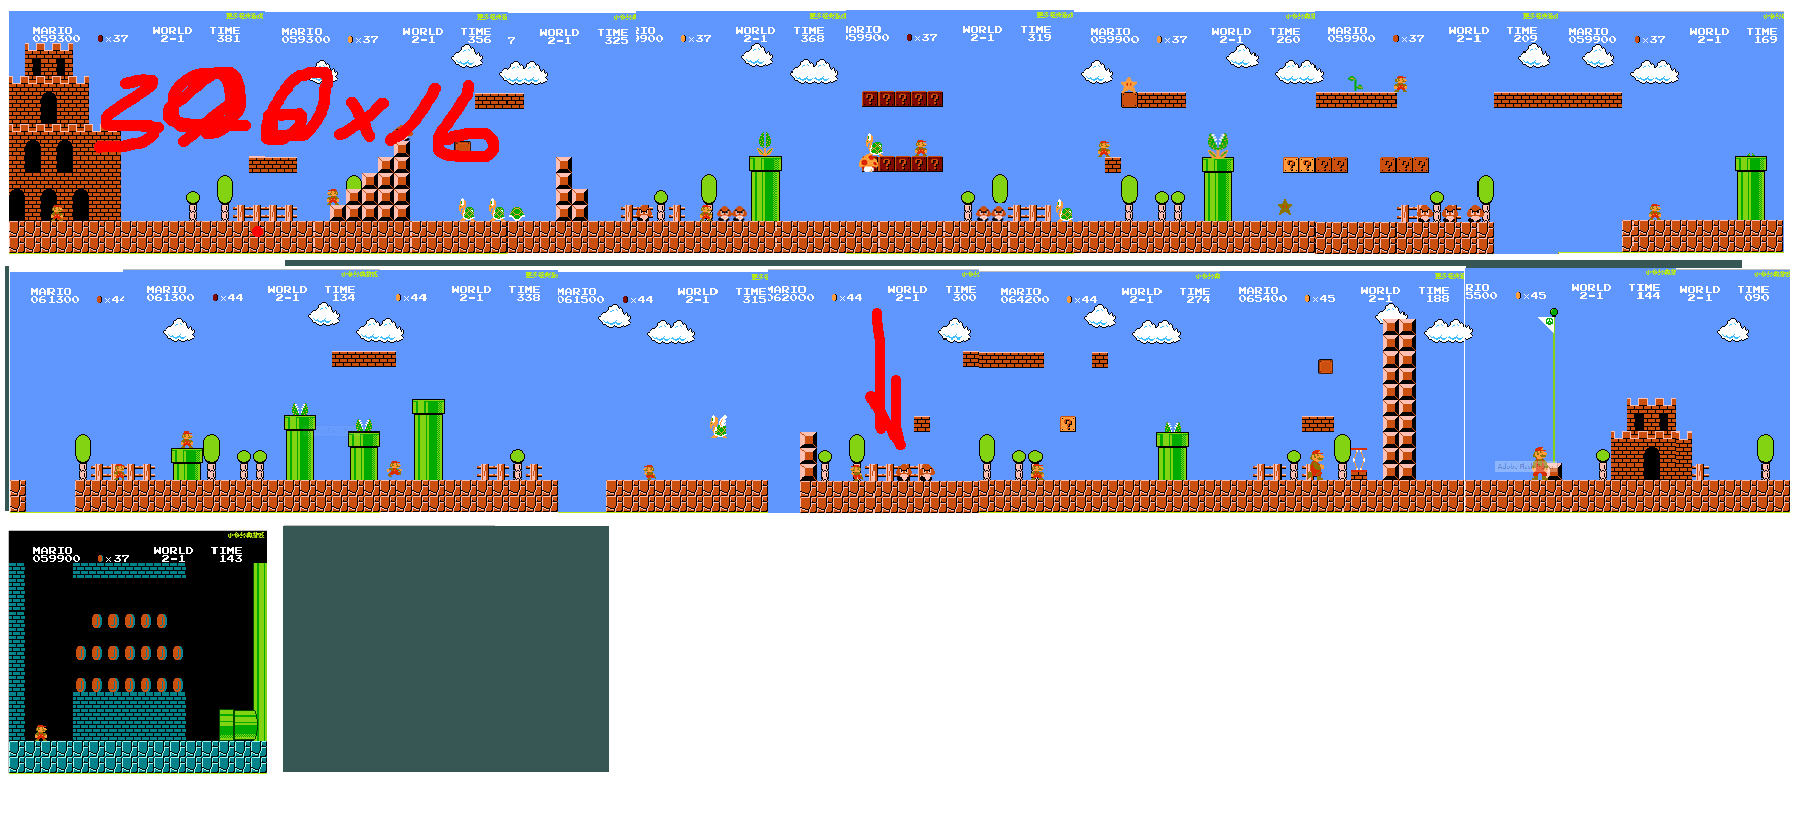 MARIO WORLD TIME
059300 ×37 2-1 381
MARIO WORLD TIME
059300 ×37 2-1 356
7 WORLD TIME
2-1 325
9900 ×37 WORLD TIME
2-1 368
MARIO WORLD TIME
059900 ×37 2-1 319
MARIO WORLD TIME
059900 ×37 2-1 260
MARIO WORLD TIME
059900 ×37 2-1 209
MARIO WORLD TIME
059900 ×37 2-1 169
300×16
MARIO
061300 ×44
MARIO WORLD TIME
061300 ×44 2-1 134
×44 WORLD TIME
2-1 338
MARIO WORLD TIME
061500 ×44 2-1 315
MARIO WORLD TIME
062000 ×44 2-1 300
MARIO WORLD TIME
064200 ×44 2-1 274
MARIO WORLD TIME
065400 ×45 2-1 188
RIO WORLD TIME
5500 ×45 2-1 144
WORLD TIME
2-1 090
MARIO WORLD TIME
059900 ×37 2-1 143